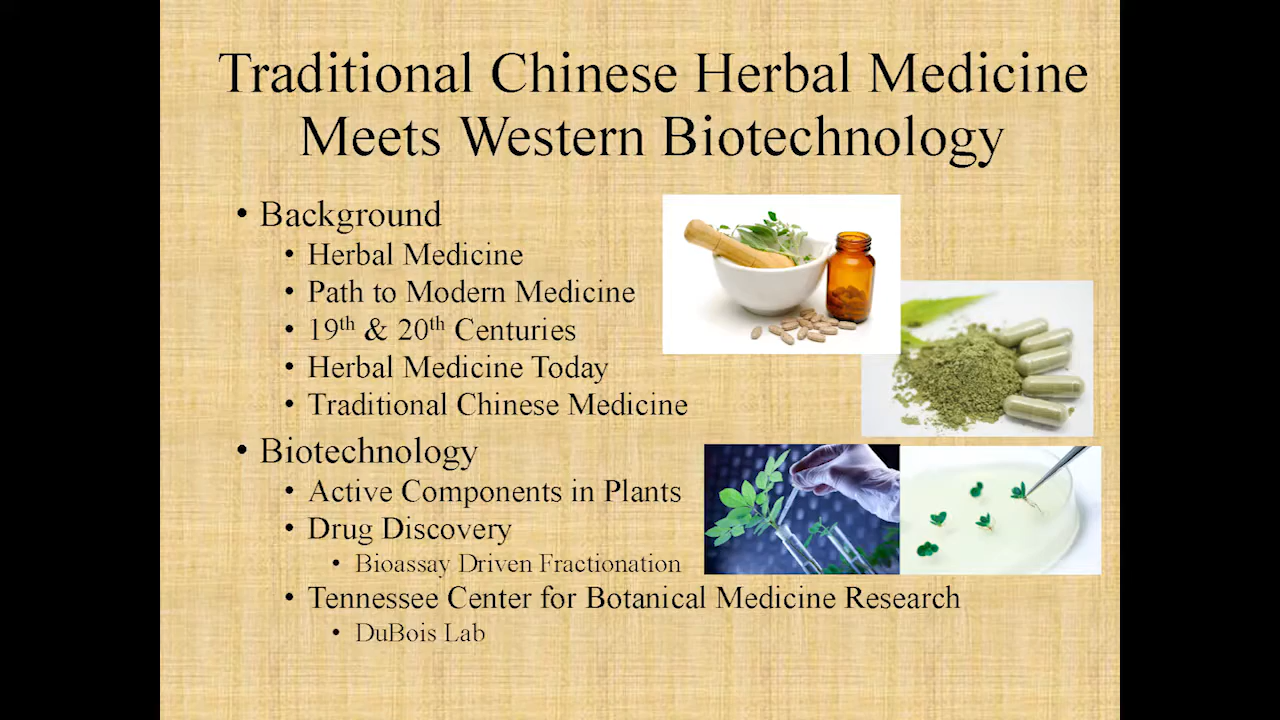 Traditional Chinese Herbal Medicine
Meets Western Biotechnology
• Background
• Herbal Medicine
• Path to Modern Medicine
• 19th & 20th Centuries
• Herbal Medicine Today
• Traditional Chinese Medicine
• Biotechnology
• Active Components in Plants
• Drug Discovery
• Bioassay Driven Fractionation
• Tennessee Center for Botanical Medicine Research
• DuBois Lab